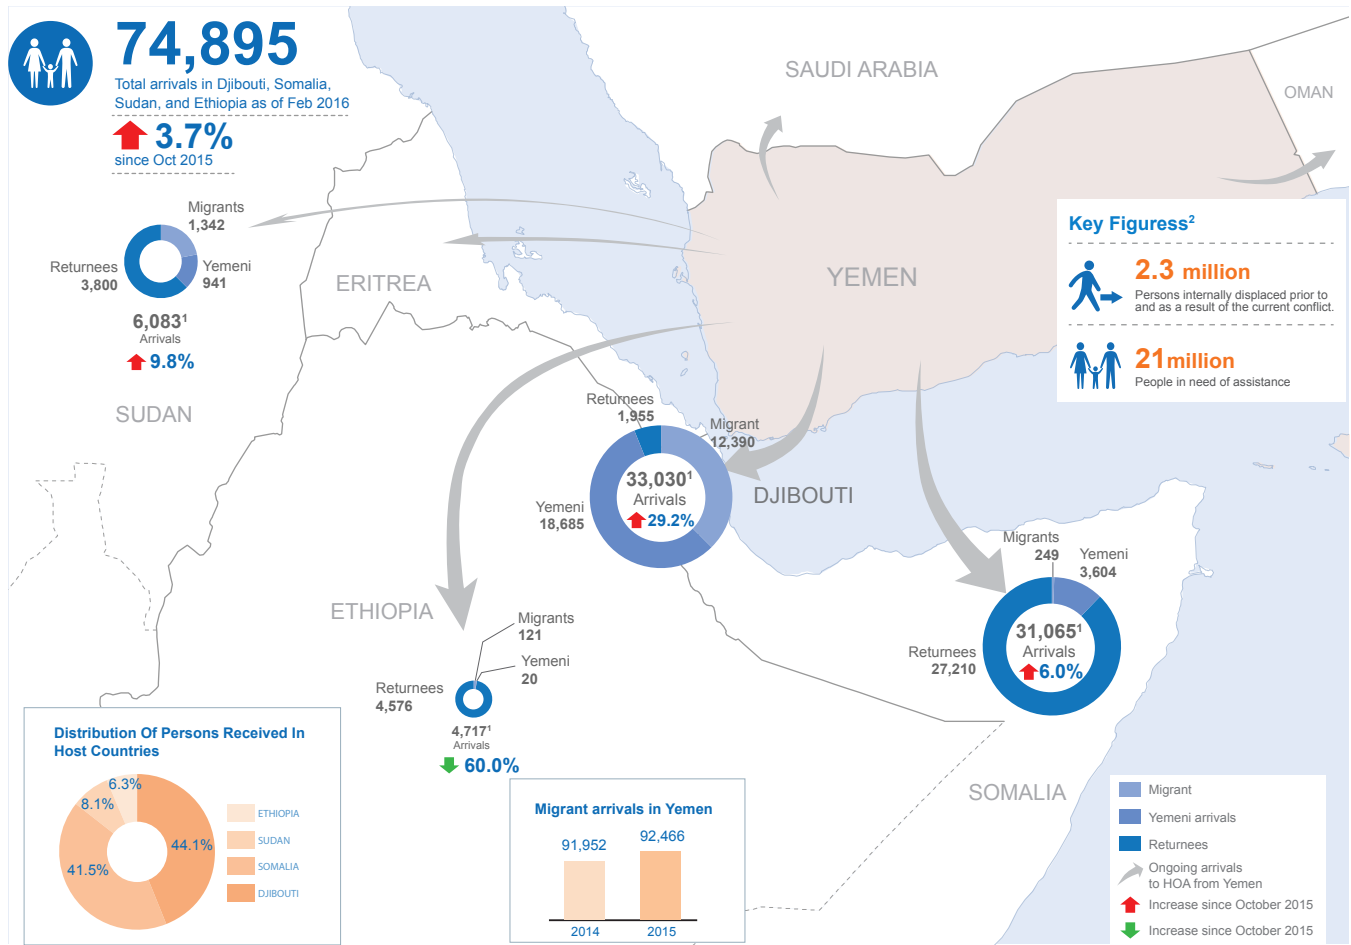 74,895
Total arrivals in Djibouti, Somalia,
Sudan, and Ethiopia as of Feb 2016
3.7%
since Oct 2015
SAUDI ARABIA
OMAN
YEMEN
ERITREA
SUDAN
ETHIOPIA
DJIBOUTI
SOMALIA
Migrants
1,342
Returnees
3,800
Yemeni
941
6,083¹
Arrivals
9.8%
Key Figuress²
2.3 million
Persons internally displaced prior to
and as a result of the current conflict.
21 million
People in need of assistance
Returnees
1,955
Migrant
12,390
Yemeni
18,685
33,030¹
Arrivals
29.2%
Migrants
249
Yemeni
3,604
Returnees
27,210
31,065¹
Arrivals
6.0%
Migrants
121
Yemeni
20
Returnees
4,576
4,717¹
Arrivals
60.0%
Distribution Of Persons Received In
Host Countries
6.3%
8.1%
44.1%
41.5%
ETHIOPIA
SUDAN
SOMALIA
DJIBOUTI
Migrant arrivals in Yemen
91,952
92,466
2014
2015
Migrant
Yemeni arrivals
Returnees
Ongoing arrivals
to HOA from Yemen
Increase since October 2015
Increase since October 2015